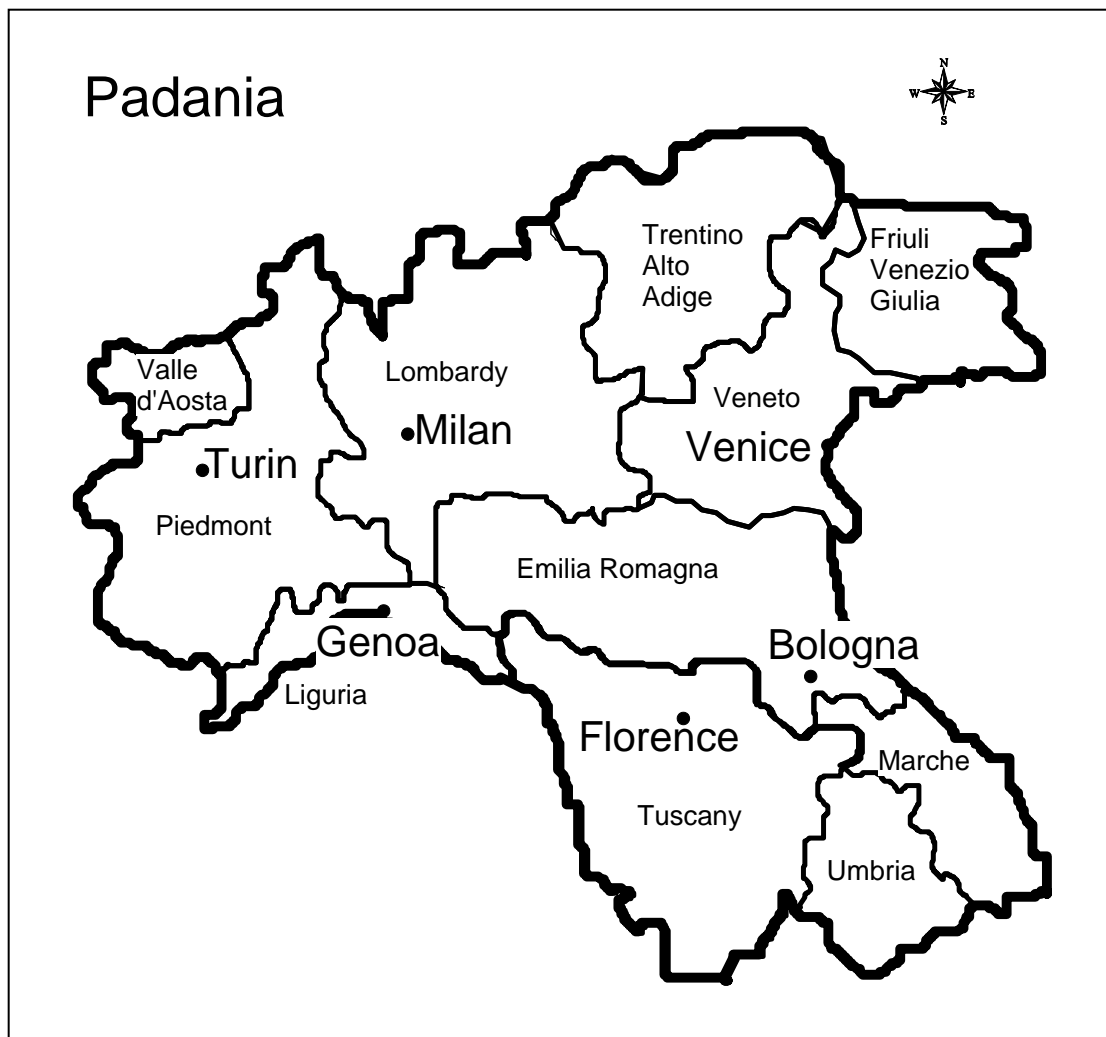 Padania
N
W E
S
Trentino
Alto
Adige
Friuli
Venezio
Giulia
Valle
d'Aosta
Lombardy
Veneto
Milan
Venice
Turin
Piedmont
Emilia Romagna
Genoa
Bologna
Liguria
Florence
Marche
Tuscany
Umbria